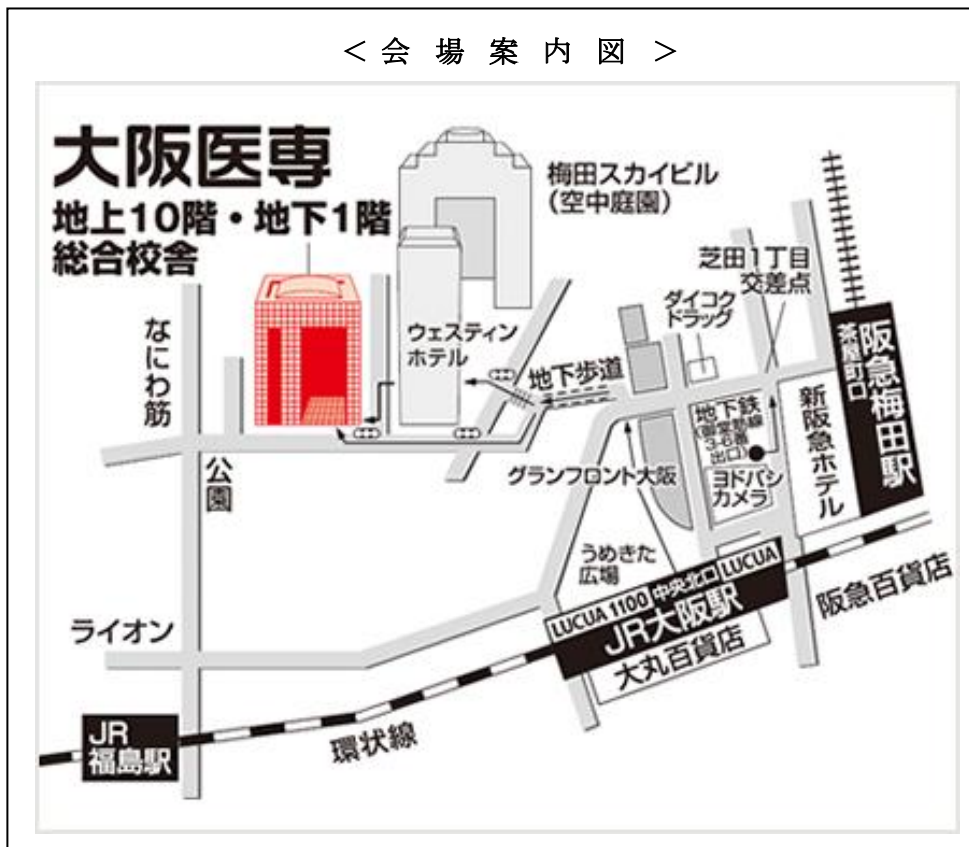 ＜会 場 案 内 図 ＞
大阪医専
地上10階・地下1階
総合校舎
梅田スカイビル
（空中庭園）
芝田1丁目
交差点
ダイコク
ドラッグ
なにわ筋
ウェスティン
ホテル
地下歩道
阪急梅田駅
茶屋町口
新阪急ホテル
地下鉄
(御堂筋線
3-6番
出口)
ヨドバシ
カメラ
公園
グランフロント大阪
うめきた
広場
LUCUA 1100 中央北口 LUCUA
JR大阪駅
大丸百貨店
阪急百貨店
ライオン
JR
福島駅
環状線